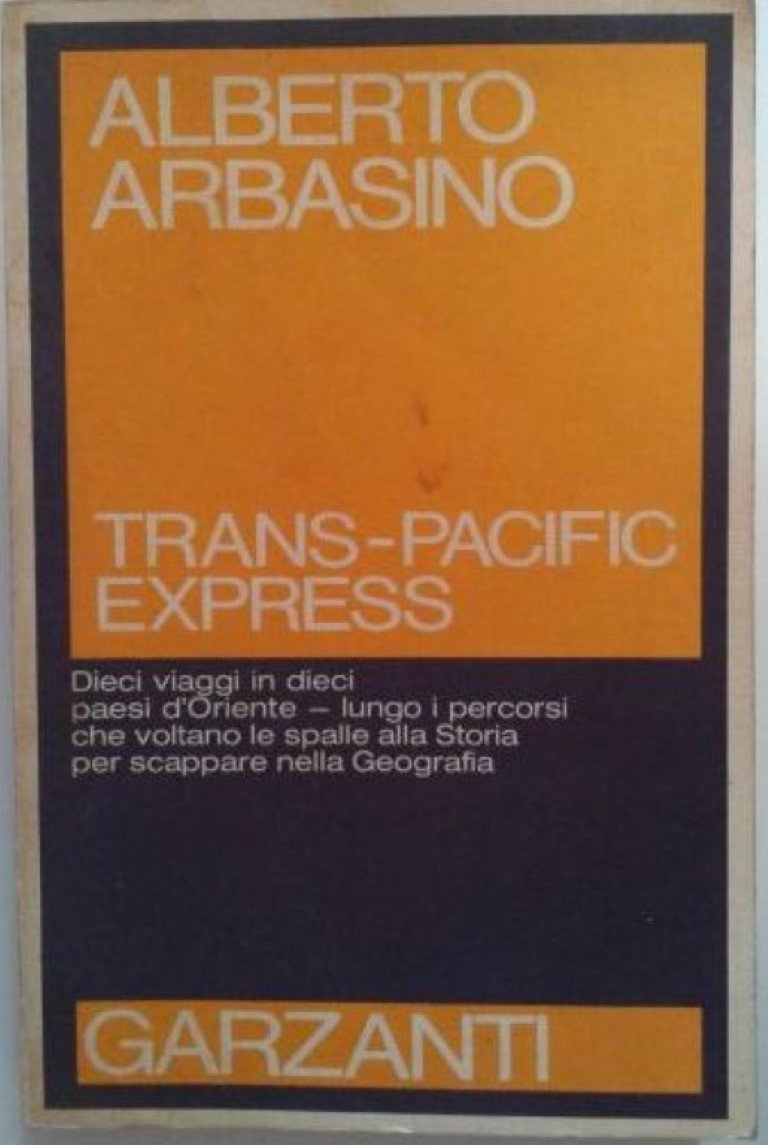 ALBERTO
ARBASINO
TRANS-PACIFIC
EXPRESS
Dieci viaggi in dieci
paesi d'Oriente – lungo i percorsi
che voltano le spalle alla Storia
per scappare nella Geografia
GARZANTI